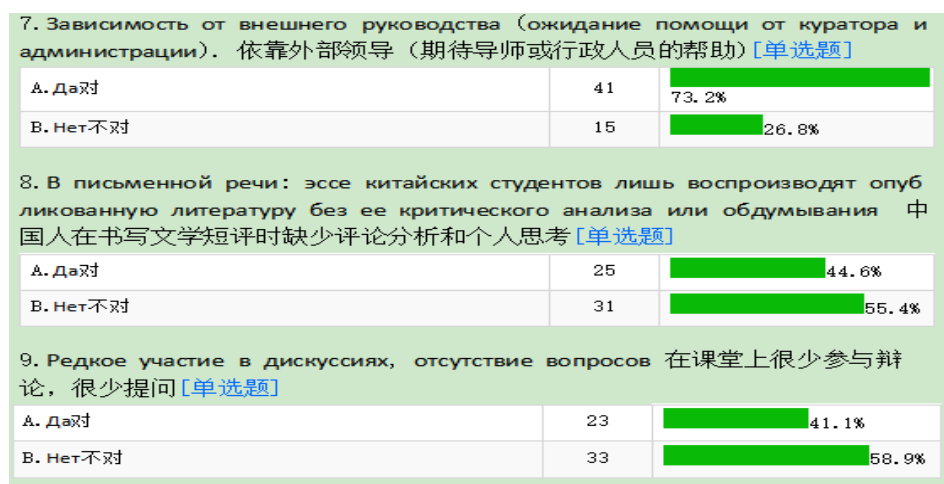 7. Зависимость от внешнего руководства (ожидание помощи от куратора и
администрации). 依靠外部领导（期待导师或行政人员的帮助）[单选题]
A. Да对 41 73.2%
B. Нет不对 15 26.8%
8. В письменной речи: эссе китайских студентов лишь воспроизводят опуб
ликованную литературу без ее критического анализа или обдумывания 中
国人在书写文学短评时缺少评论分析和个人思考[单选题]
A. Да对 25 44.6%
B. Нет不对 31 55.4%
9. Редкое участие в дискуссиях, отсутствие вопросов 在课堂上很少参与辩
论，很少提问[单选题]
A. Да对 23 41.1%
B. Нет不对 33 58.9%